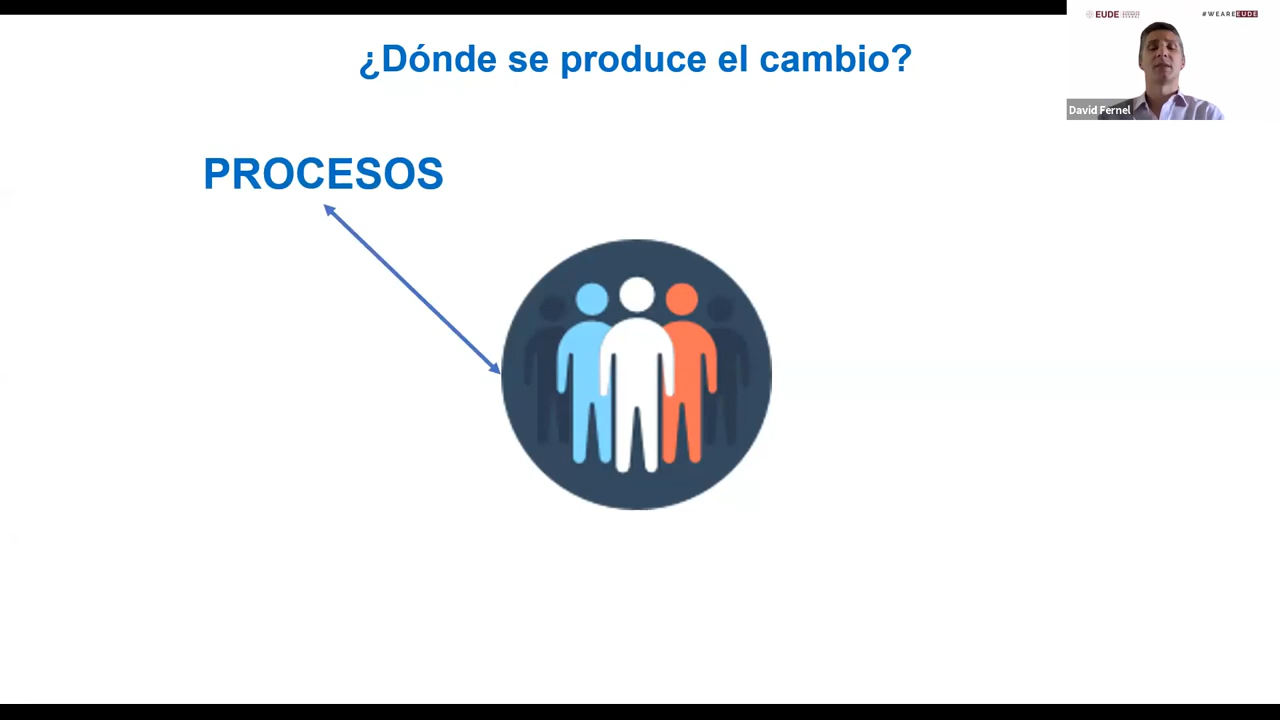 EUDE
#WEAREEUDE
¿Dónde se produce el cambio?
David Fernel
PROCESOS